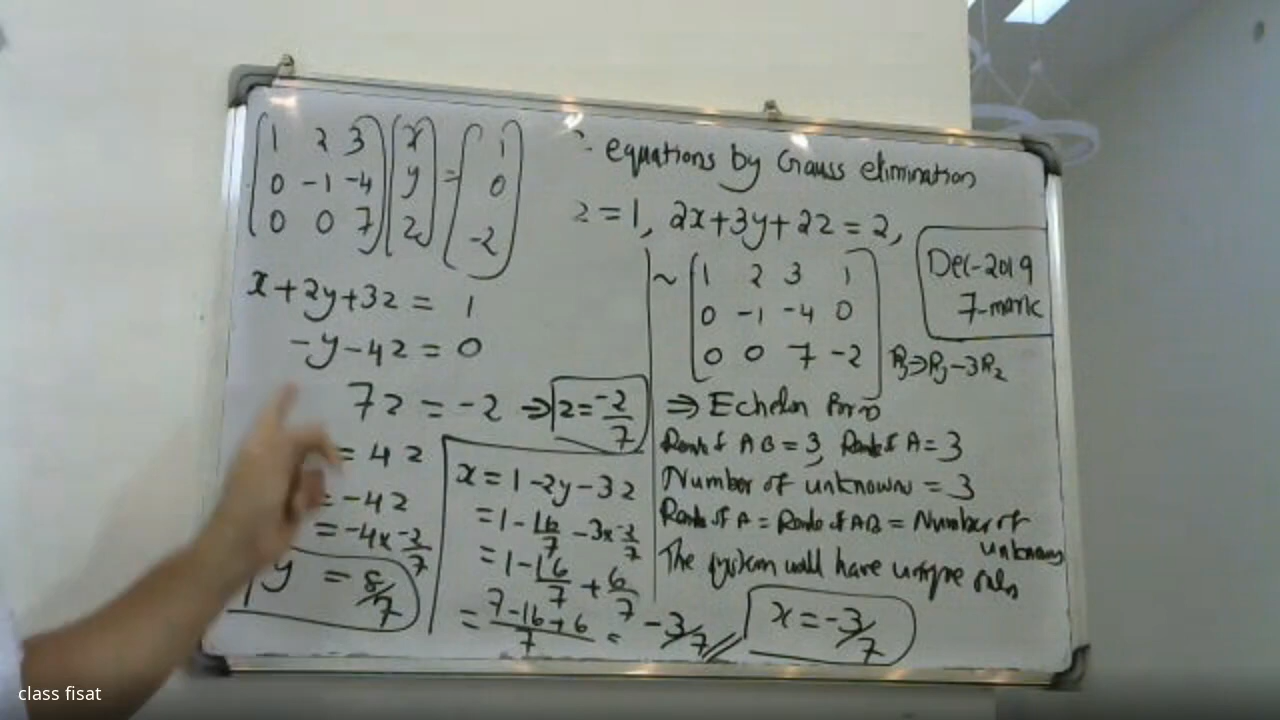 equations by Gauss elimination
z = 1, 2x+3y+2z = 2,
Dec-2019
7-mark
[1 2 3; 0 -1 -4; 0 0 7] [x; y; z] = [1; 0; -2]
x+2y+3z = 1
-y-4z = 0
7z = -2 ⇒ z = -2/7
= 4z
= -4z
= -4x -2/7
y = 8/7
x = 1-2y-3z
= 1 - 16/7 - 3x -2/7
= 1 - 16/7 + 6/7
= 7-16+6/7 = -3/7 //
~ [1 2 3 1; 0 -1 -4 0; 0 0 7 -2] R3⇒R3-3R2
⇒ Echelon Form
Rank of AB = 3, Rank of A = 3
Number of unknown = 3
Rank of A = Rank of AB = Number of
unknowns
The system will have unique soln
x = -3/7
class fisat